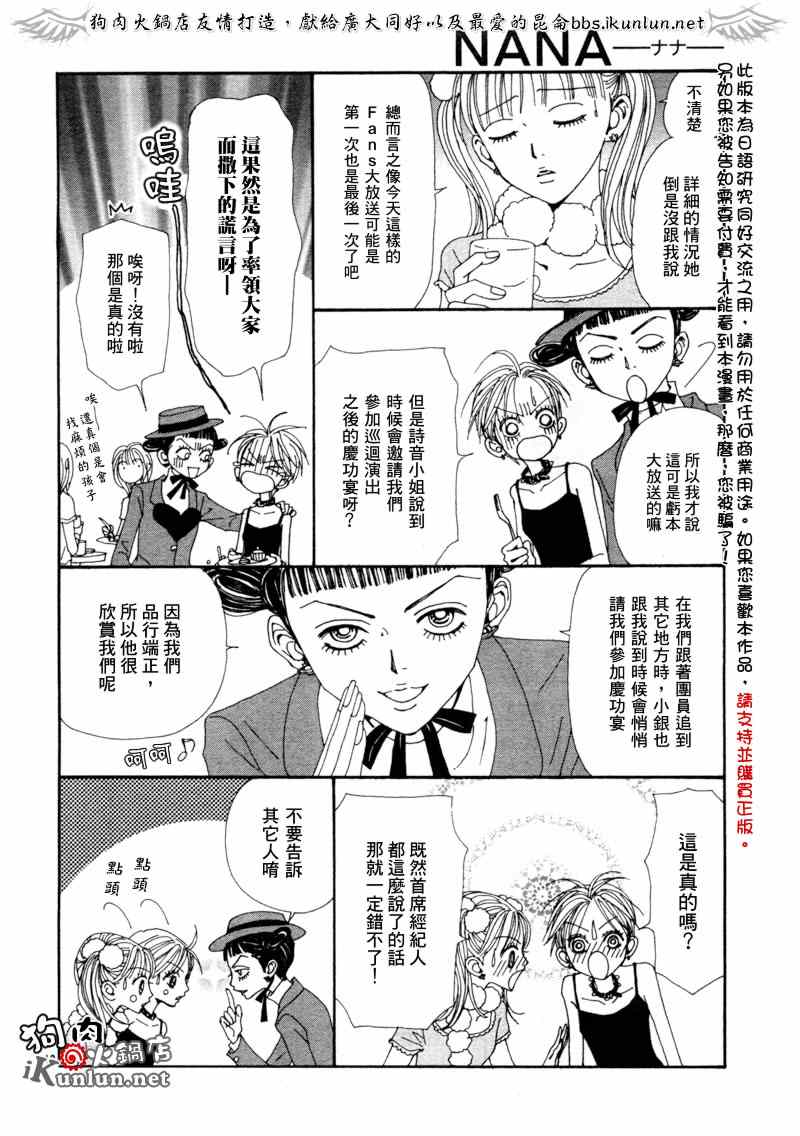 狗肉火鍋店友情打造，獻給廣大同好以及最愛的昆侖bbs.ikunlun.net
NANA—ナナ—
不清楚
詳細的情況她
倒是沒跟我說
總而言之像今天這樣的
Fans大放送可能是
第一次也是最後一次了吧
這果然是為了率領大家
而撒下的謊言呀—
嗚哇
唉呀！沒有啦
那個是真的啦
所以我才說
這可是虧本
大放送的嘛
但是詩音小姐說到
時候會邀請我們
參加巡迴演出
之後的慶功宴呀？
唉——
還真個是會
找麻煩的孩子
在我們跟著團員追到
其它地方時，小銀也
跟我說到時候會悄悄
請我們參加慶功宴
因為我們
品行端正，
所以他很
欣賞我們呢
呵呵♪
這是真的嗎？
既然首席經紀人
都這麼說了的話
那就一定錯不了！
不要告訴
其它人唷
點頭
點頭
此版本為日語研究同好交流之用，請勿用於任何商業用途。如果您喜歡本作品，請支持並購買正版。
另如果您被告知需要付費，才能看到本漫畫，那麼，您被騙了！
狗肉
火鍋店
iKunlun.net